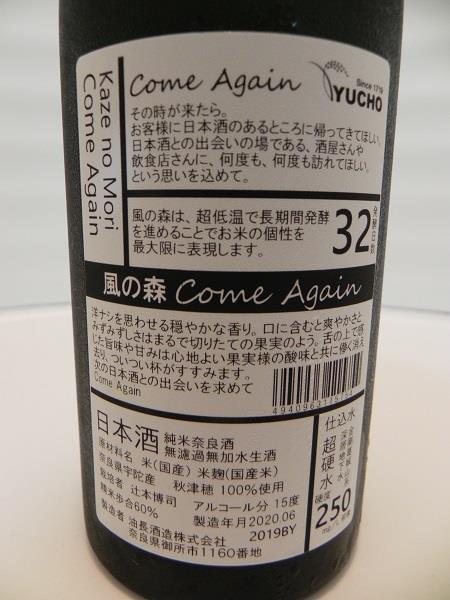 Kaze no Mori
Come Again
Come Again
Since 1719
YUCHO
その時が来たら。
お客様に日本酒のあるところに帰ってきてほしい。
日本酒との出会いの場である、酒屋さんや
飲食店さんに、何度も、何度も訪れてほしい。
という思いを込めて。
風の森は、超低温で長期間発酵
を進めることでお米の個性を
最大限に表現します。
32
発酵日数
風の森 Come Again
洋ナシを思わせる穏やかな香り。口に含むと爽やかさと
みずみずしさはまるで切りたての果実のよう。舌の上で感
じた旨味や甘みは心地よい果実様の酸味と共に儚く消え
去り、ついつい杯がすすみます。
次の日本酒との出会いを求めて
Come Again
日本酒
純米奈良酒
無濾過無加水生酒
原材料名 米(国産) 米麹(国産米)
奈良県宇陀産 秋津穂 100%使用
栽培者 辻本博司 アルコール分 15度
精米歩合60% 製造年月2020.06
製造者 油長酒造株式会社 2019BY
奈良県御所市1160番地
仕込水
超硬水
硬度
250